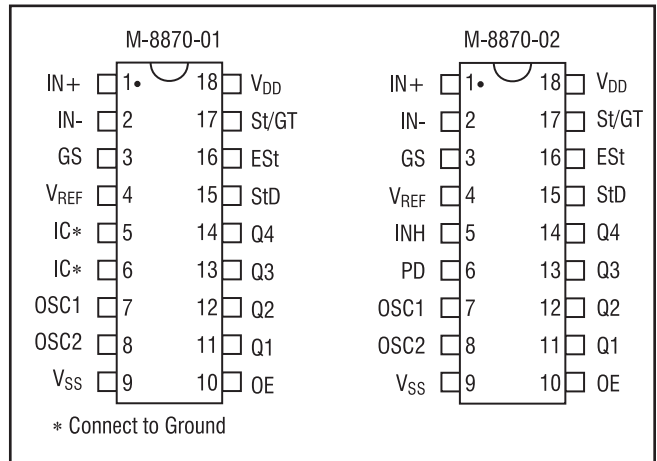 M-8870-01
IN+ 1 18 VDD
IN- 2 17 St/GT
GS 3 16 ESt
VREF 4 15 StD
IC* 5 14 Q4
IC* 6 13 Q3
OSC1 7 12 Q2
OSC2 8 11 Q1
VSS 9 10 OE
* Connect to Ground
M-8870-02
IN+ 1 18 VDD
IN- 2 17 St/GT
GS 3 16 ESt
VREF 4 15 StD
INH 5 14 Q4
PD 6 13 Q3
OSC1 7 12 Q2
OSC2 8 11 Q1
VSS 9 10 OE